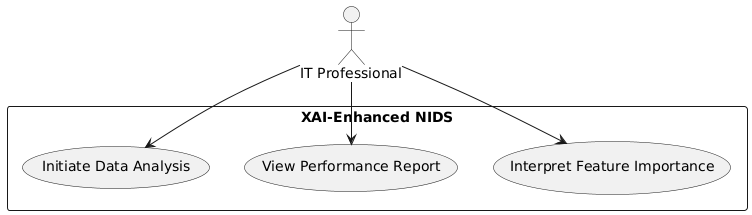 IT Professional
XAI-Enhanced NIDS
Initiate Data Analysis
View Performance Report
Interpret Feature Importance